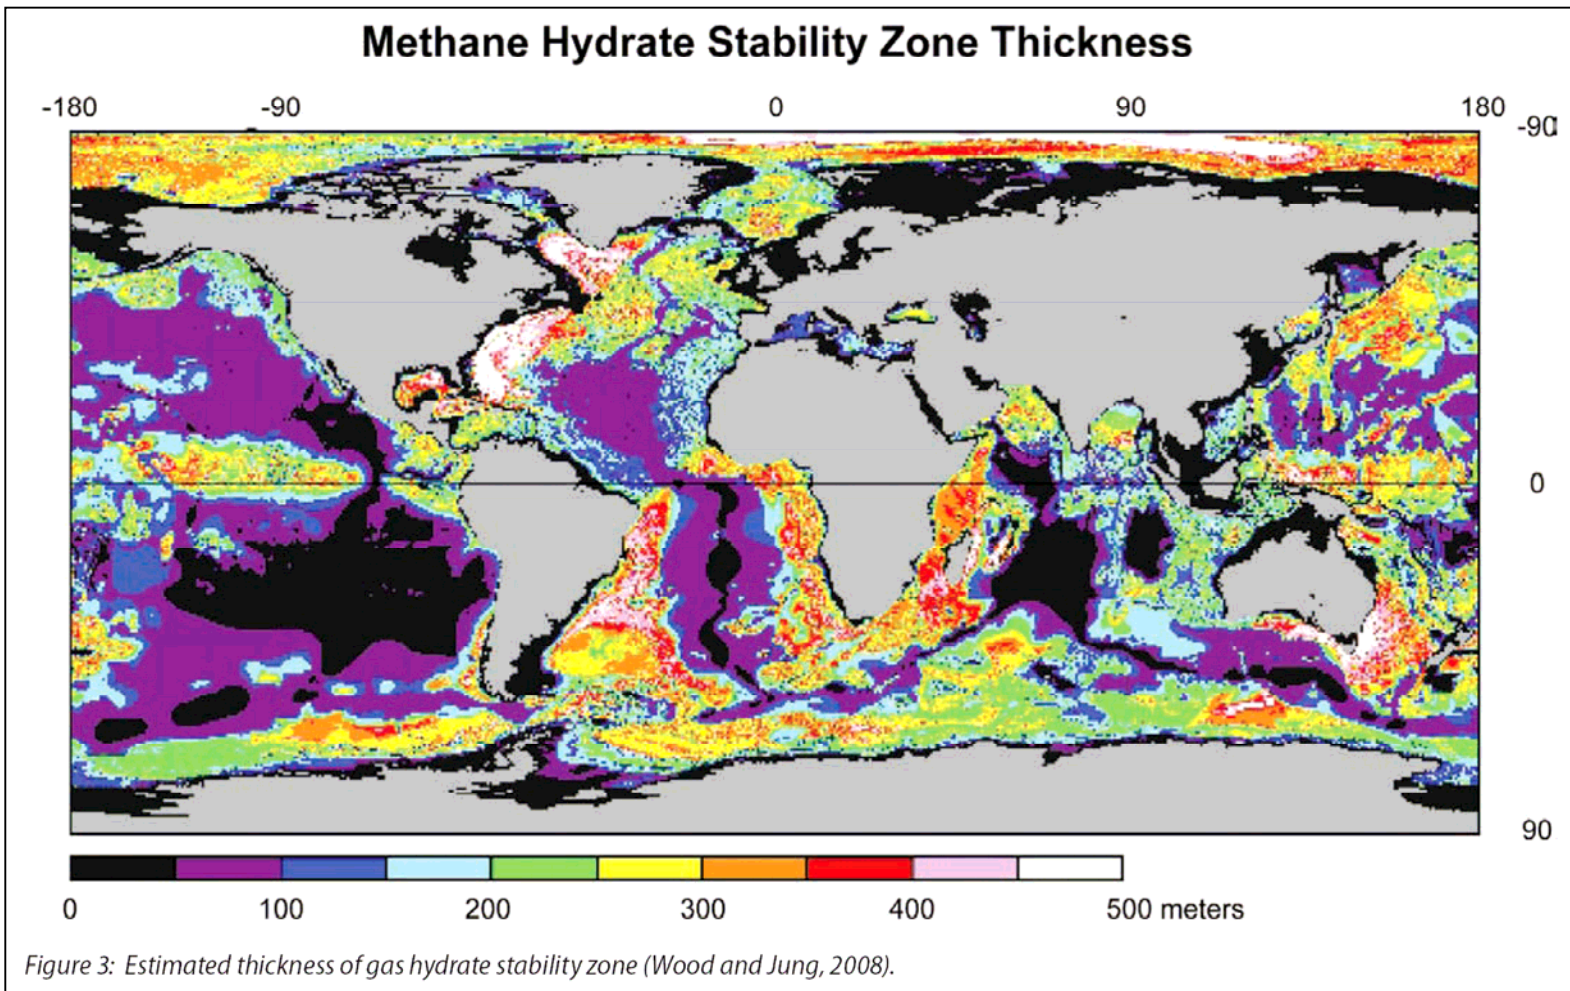 Methane Hydrate Stability Zone Thickness
-180 -90 0 90 180
-90
0
90
0 100 200 300 400 500 meters
Figure 3: Estimated thickness of gas hydrate stability zone (Wood and Jung, 2008).